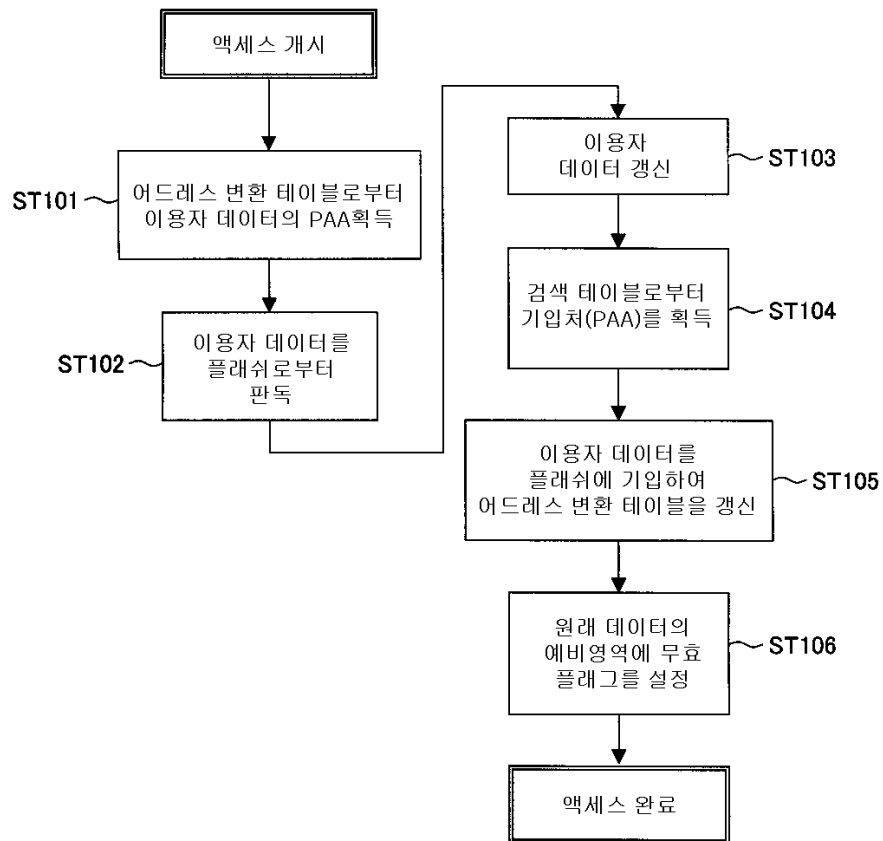 액세스 개시
ST101
어드레스 변환 테이블로부터
이용자 데이터의 PAA획득
ST102
이용자 데이터를
플래쉬로부터
판독
이용자
데이터 갱신
ST103
검색 테이블로부터
기입처(PAA)를 획득
ST104
이용자 데이터를
플래쉬에 기입하여
어드레스 변환 테이블을 갱신
ST105
원래 데이터의
예비영역에 무효
플래그를 설정
ST106
액세스 완료